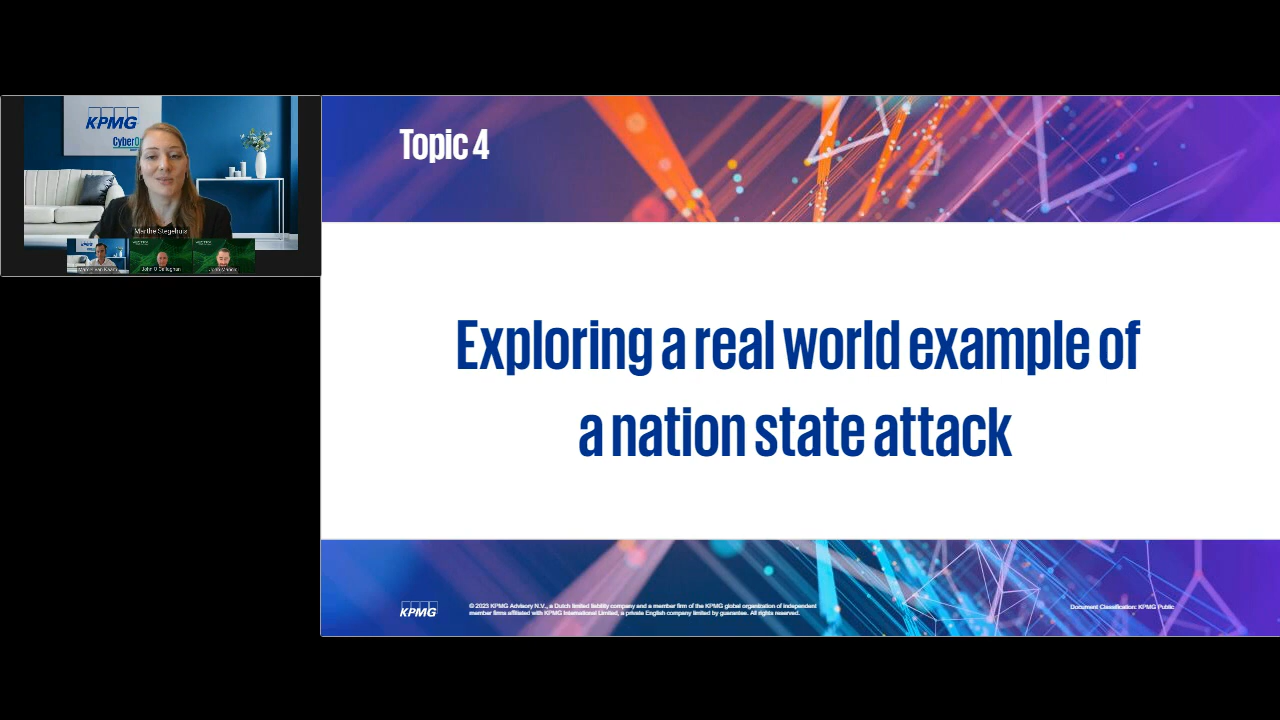 KPMG
Marthe Stegehuis
John O Callaghan
Topic 4
Exploring a real world example of
a nation state attack
KPMG
© 2023 KPMG Advisory N.V., a Dutch limited liability company and a member firm of the KPMG global organization of independent
member firms affiliated with KPMG International Limited, a private English company limited by guarantee. All rights reserved.
Document Classification: KPMG Public